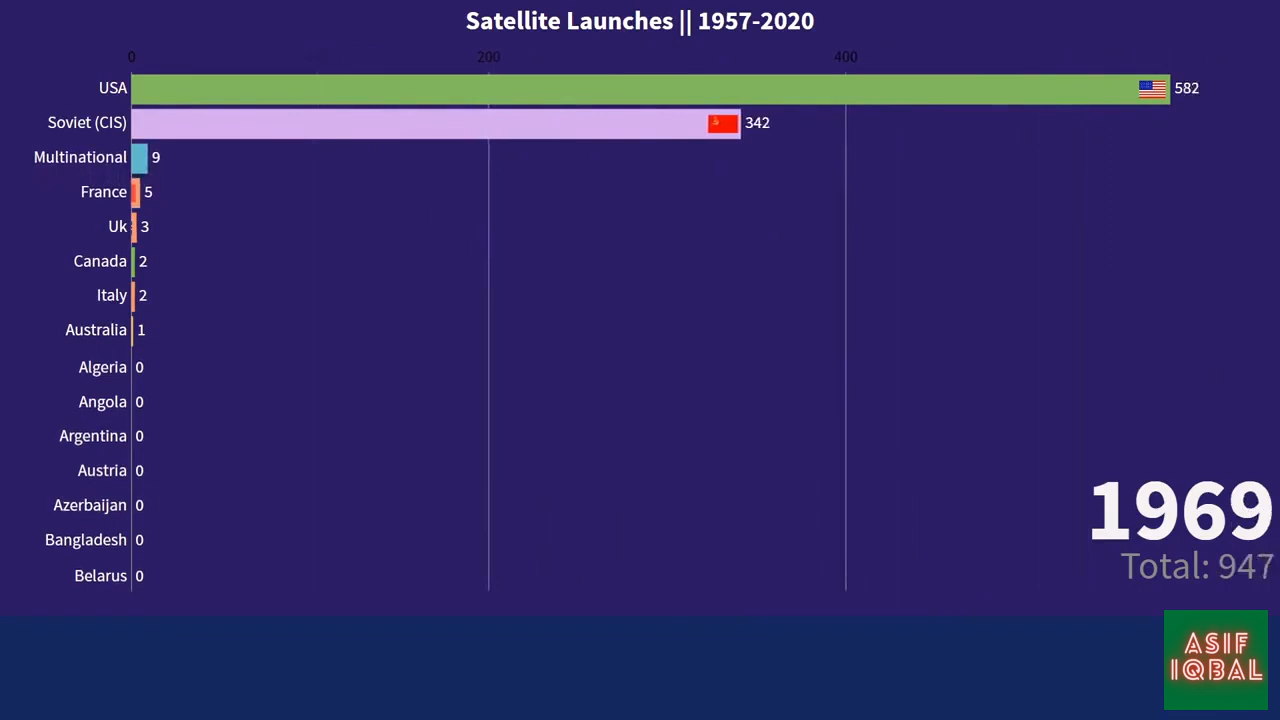 Satellite Launches || 1957-2020
0 200 400
USA 582
Soviet (CIS) 342
Multinational 9
France 5
Uk 3
Canada 2
Italy 2
Australia 1
Algeria 0
Angola 0
Argentina 0
Austria 0
Azerbaijan 0
Bangladesh 0
Belarus 0
1969
Total: 947
ASIF
IQBAL